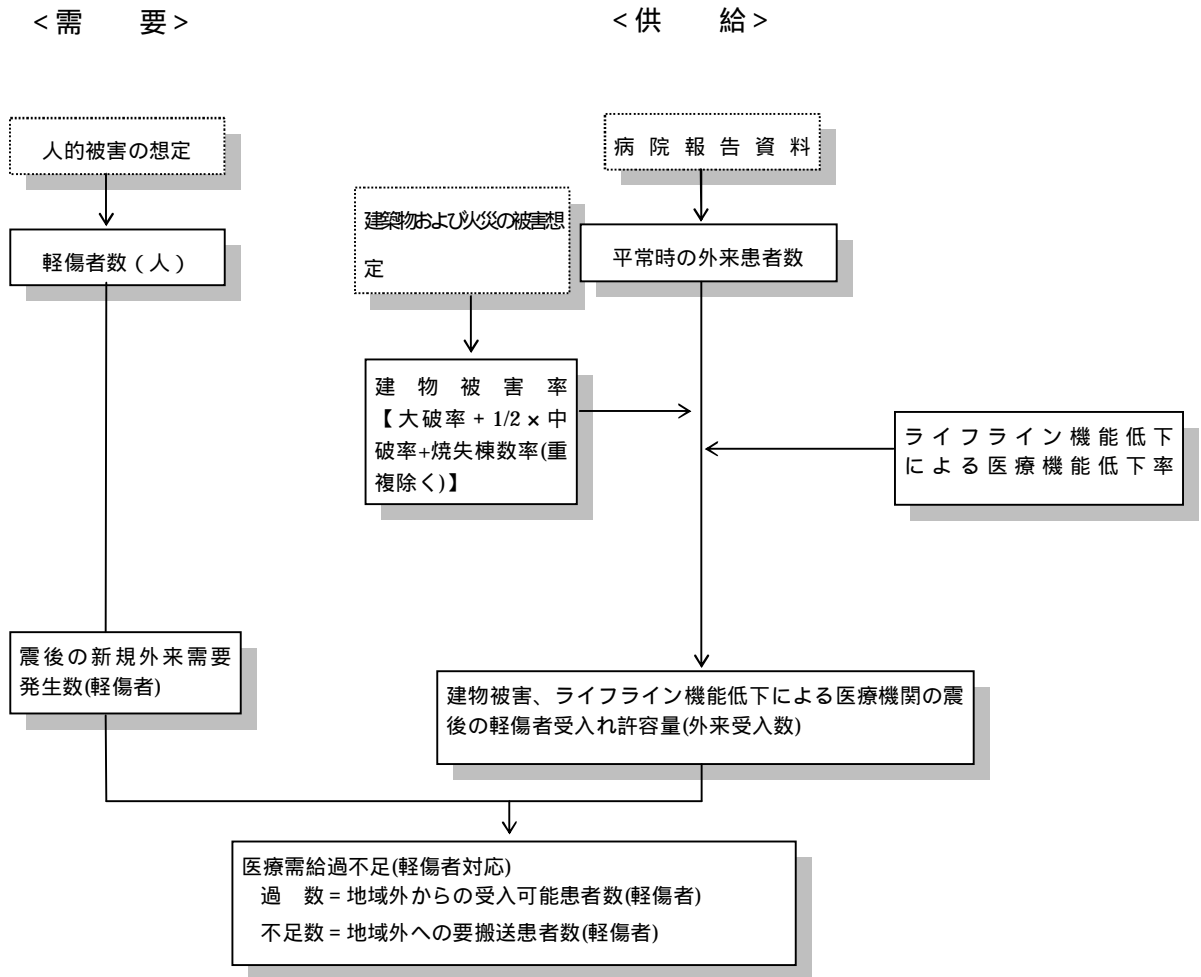 <需　要>
<供　給>
人的被害の想定
軽傷者数（人）
病院報告資料
建築物および火災の被害想
定
平常時の外来患者数
建物被害率
【大破率＋1/2×中
破率+焼失棟数率(重
複除く)】
ライフライン機能低下
による医療機能低下率
震後の新規外来需要
発生数(軽傷者)
建物被害、ライフライン機能低下による医療機関の震
後の軽傷者受入れ許容量(外来受入数)
医療需給過不足(軽傷者対応)
過　数＝地域外からの受入可能患者数(軽傷者)
不足数＝地域外への要搬送患者数(軽傷者)